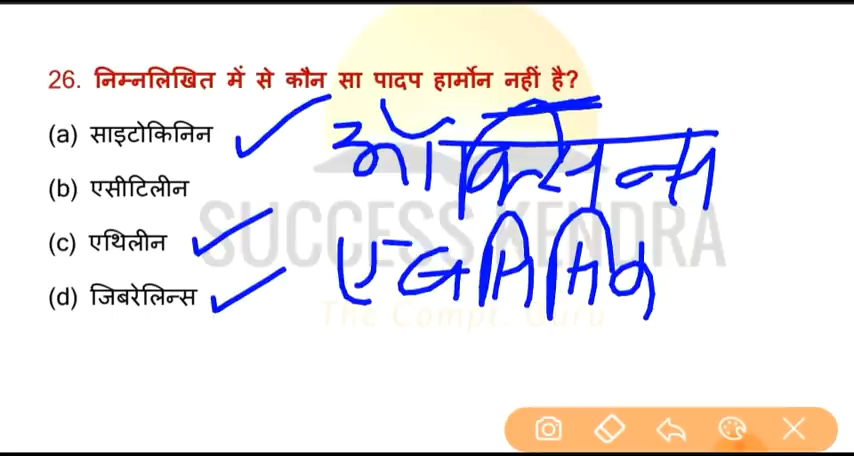 26. निम्नलिखित में से कौन सा पादप हार्मोन नहीं है?
(a) साइटोकिनिन
ऑक्सिन्स
(b) एसीटिलीन
SUCCESS KENDRA
(c) एथिलीन
(d) जिबरेलिन्स
The Compt. Guru